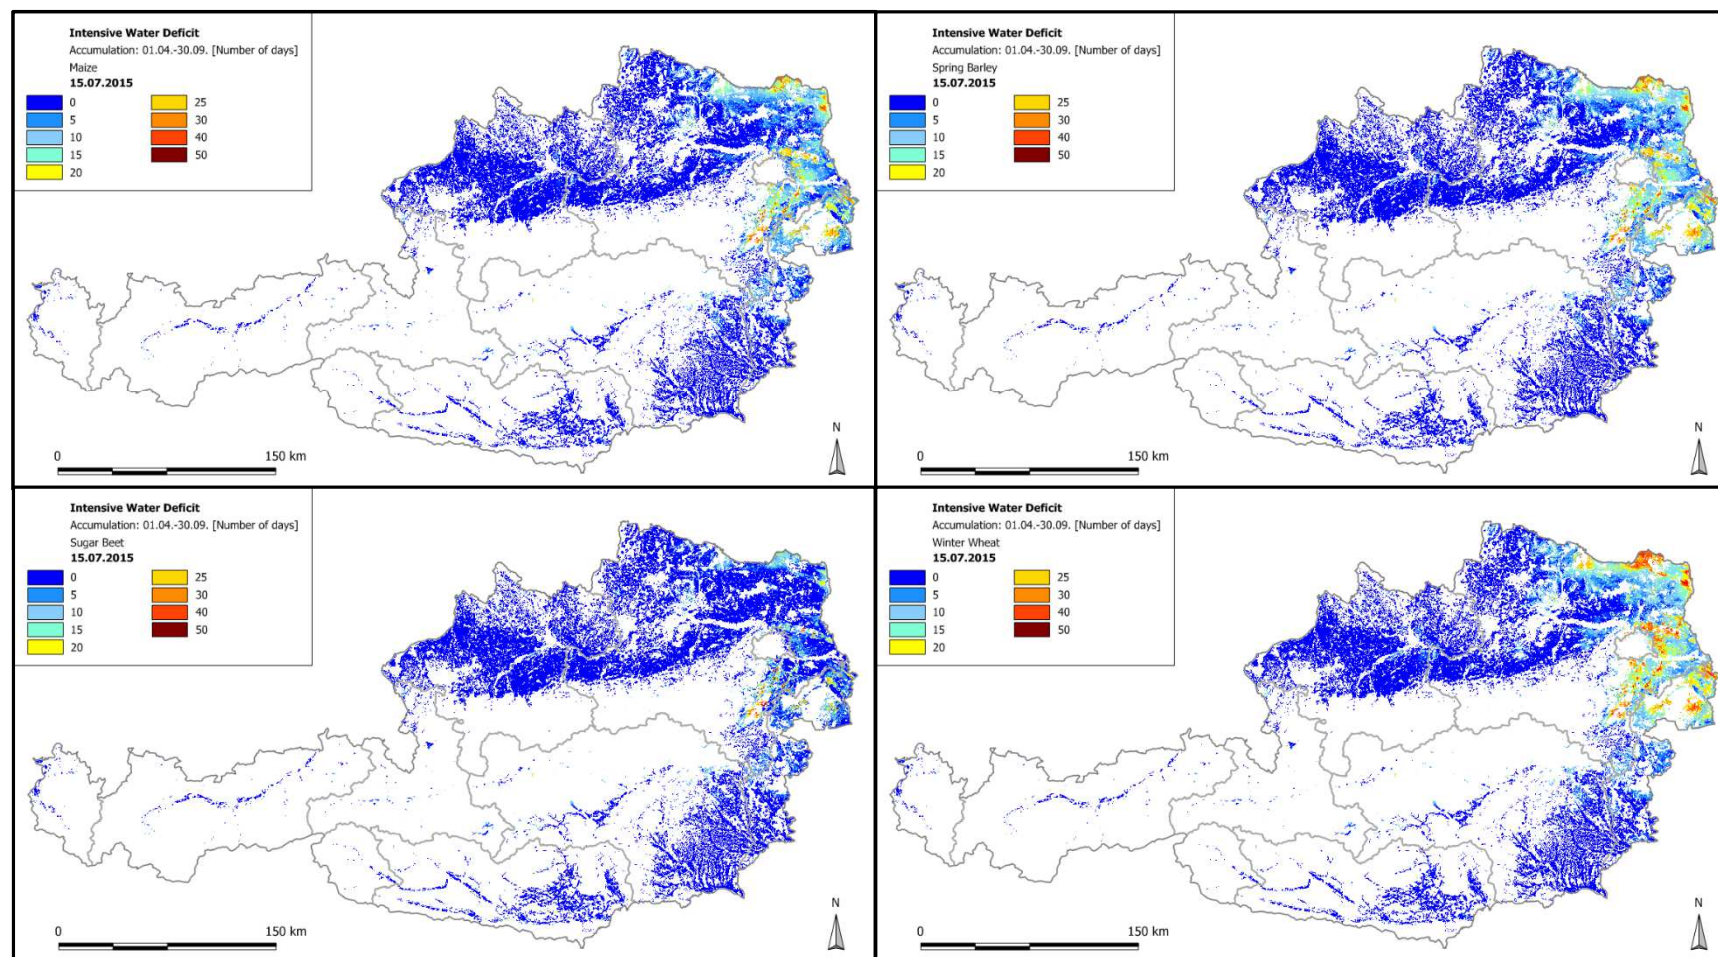 Intensive Water Deficit
Accumulation: 01.04.-30.09. [Number of days]
Maize
15.07.2015
0 25
5 30
10 40
15 50
20
N
0 150 km
Intensive Water Deficit
Accumulation: 01.04.-30.09. [Number of days]
Spring Barley
15.07.2015
0 25
5 30
10 40
15 50
20
N
0 150 km
Intensive Water Deficit
Accumulation: 01.04.-30.09. [Number of days]
Sugar Beet
15.07.2015
0 25
5 30
10 40
15 50
20
N
0 150 km
Intensive Water Deficit
Accumulation: 01.04.-30.09. [Number of days]
Winter Wheat
15.07.2015
0 25
5 30
10 40
15 50
20
N
0 150 km